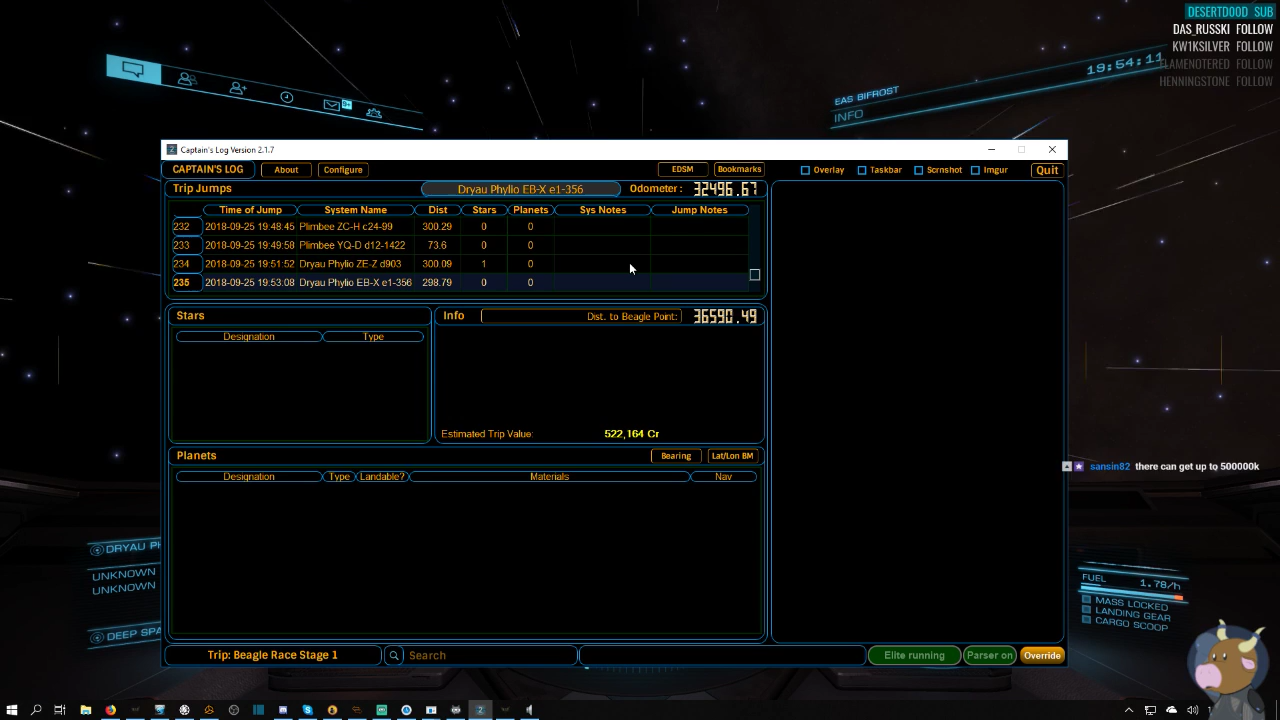 DESERTD00D SUB
DAS_RUSSKI FOLLOW
KW1KSILVER FOLLOW
FLAMENOTERED FOLLOW
HENNINGSTONE FOLLOW
19:54:11
EAS BIFROST
INFO
Captain's Log Version 2.1.7
CAPTAIN'S LOG About Configure EDSM Bookmarks Overlay Taskbar Scrnshot Imgur Quit
Trip Jumps Dryau Phylio EB-X e1-356 Odometer : 32496.67
Time of Jump System Name Dist Stars Planets Sys Notes Jump Notes
232 2018-09-25 19:48:45 Plimbee ZC-H c24-99 300.29 0 0
233 2018-09-25 19:49:58 Plimbee YQ-D d12-1422 73.6 0 0
234 2018-09-25 19:51:52 Dryau Phylio ZE-Z d903 300.09 1 0
235 2018-09-25 19:53:08 Dryau Phylio EB-X e1-356 298.79 0 0
Stars Info Dist. to Beagle Point: 36590.49
Designation Type
Estimated Trip Value: 522,164 Cr
Planets Bearing Lat/Lon BM
Designation Type Landable? Materials Nav
sansin82 there can get up to 500000k
DRYAU PH
UNKNOWN
UNKNOWN
DEEP SPA
FUEL 1.78/h
MASS LOCKED
LANDING GEAR
CARGO SCOOP
Trip: Beagle Race Stage 1 Search Elite running Parser on Override